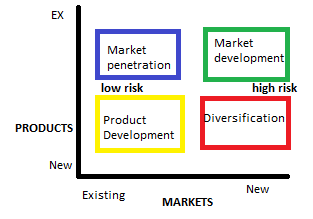 EX
Market
penetration
Market
development
low risk
high risk
Product
Development
Diversification
PRODUCTS
New
Existing
New
MARKETS